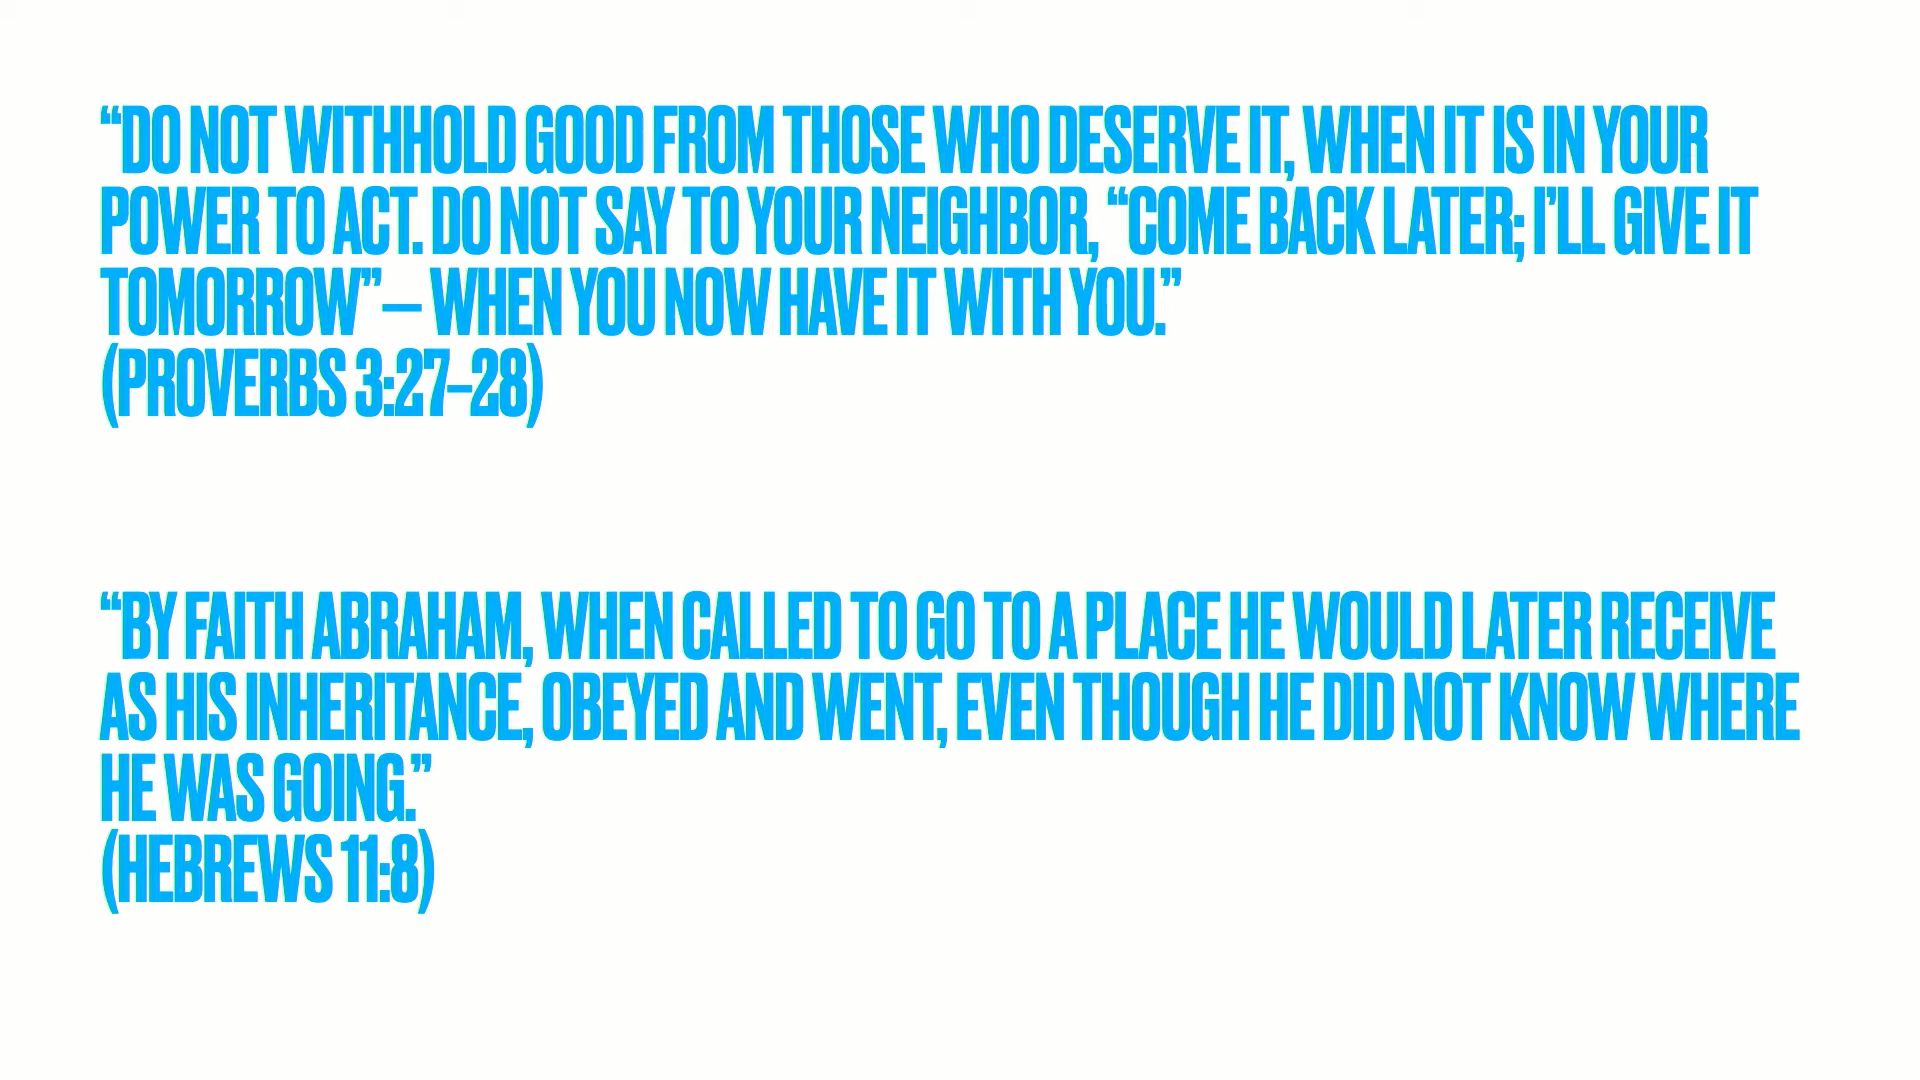 “DO NOT WITHHOLD GOOD FROM THOSE WHO DESERVE IT, WHEN IT IS IN YOUR
POWER TO ACT. DO NOT SAY TO YOUR NEIGHBOR, “COME BACK LATER; I’LL GIVE IT
TOMORROW” – WHEN YOU NOW HAVE IT WITH YOU.”
(PROVERBS 3:27–28)
“BY FAITH ABRAHAM, WHEN CALLED TO GO TO A PLACE HE WOULD LATER RECEIVE
AS HIS INHERITANCE, OBEYED AND WENT, EVEN THOUGH HE DID NOT KNOW WHERE
HE WAS GOING.”
(HEBREWS 11:8)